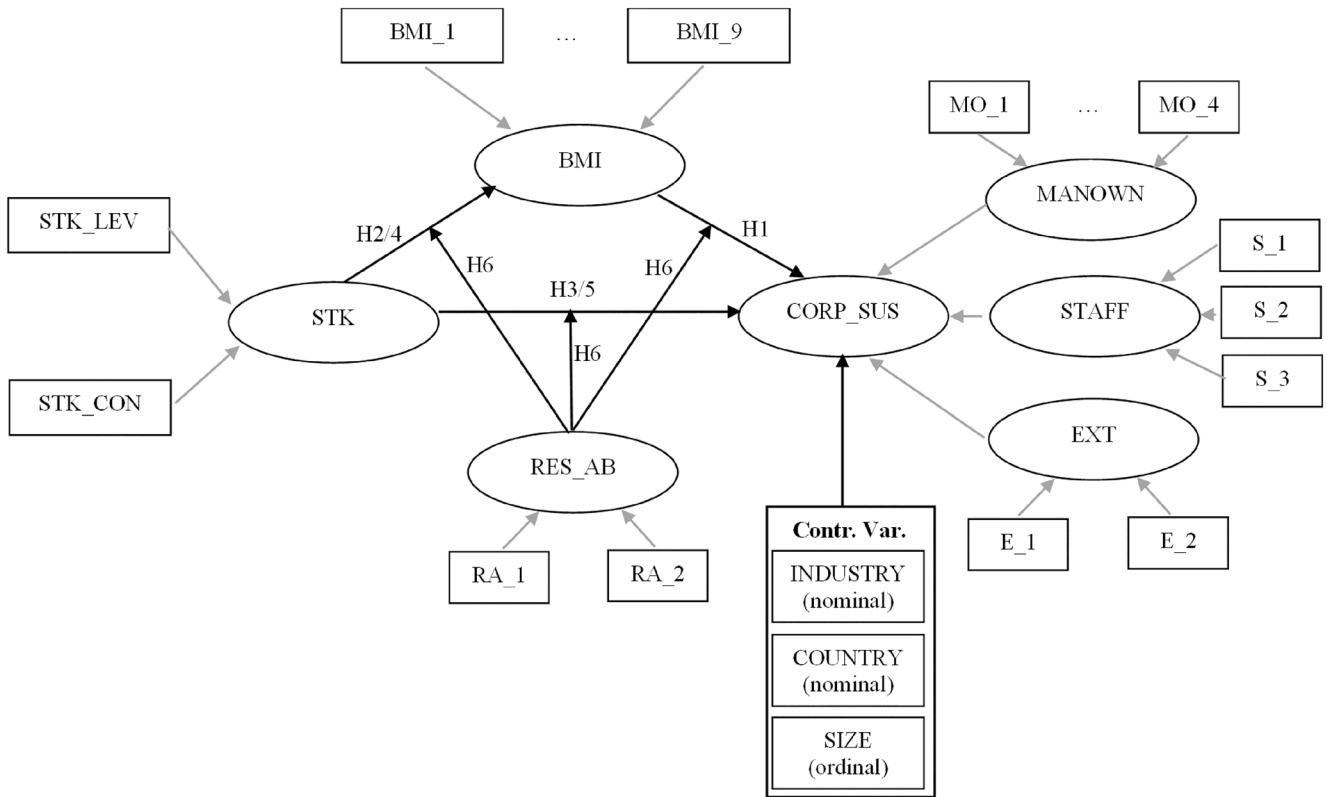 BMI_1
...
BMI_9
MO_1
...
MO_4
BMI
MANOWN
STK_LEV
H2/4
H1
S_1
H6
H6
H3/5
STK
CORP_SUS
STAFF
S_2
H6
S_3
STK_CON
EXT
RES_AB
E_1
E_2
Contr. Var.
RA_1
RA_2
INDUSTRY
(nominal)
COUNTRY
(nominal)
SIZE
(ordinal)